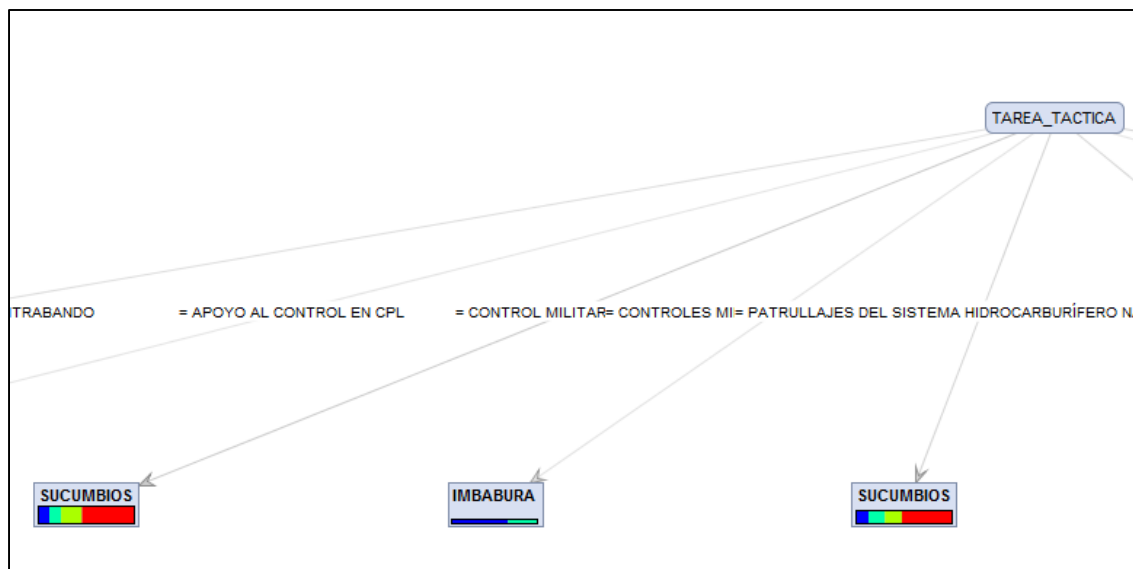 TAREA_TACTICA
TRABANDO
= APOYO AL CONTROL EN CPL
= CONTROL MILITAR
= CONTROLES MI
= PATRULLAJES DEL SISTEMA HIDROCARBURÍFERO N
SUCUMBIOS
IMBABURA
SUCUMBIOS